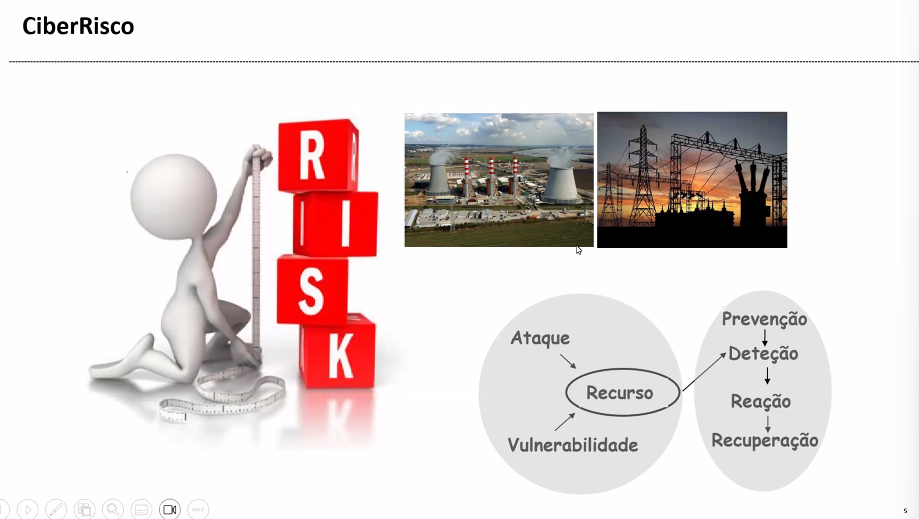 CiberRisco
R
I
S
K
Ataque
Recurso
Vulnerabilidade
Prevenção
Deteção
Reação
Recuperação
5